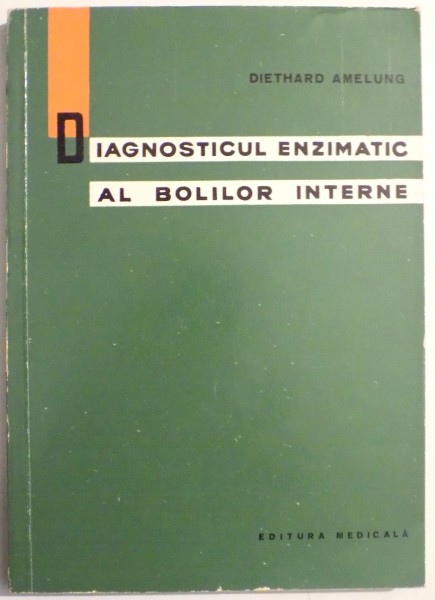 DIETHARD AMELUNG
DIAGNOSTICUL ENZIMATIC
AL BOLILOR INTERNE
EDITURA MEDICALĂ